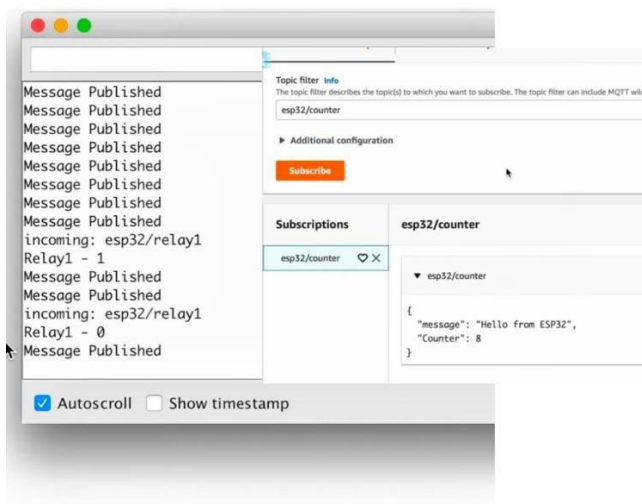 Message Published
Message Published
Message Published
Message Published
Message Published
Message Published
Message Published
Message Published
incoming: esp32/relay1
Relay1 - 1
Message Published
Message Published
incoming: esp32/relay1
Relay1 - 0
Message Published
Autoscroll
Show timestamp
Topic filter Info
The topic filter describes the topic(s) to which you want to subscribe. The topic filter can include MQTT wil
esp32/counter
Additional configuration
Subscribe
Subscriptions
esp32/counter
esp32/counter
esp32/counter
{
"message": "Hello from ESP32",
"Counter": 8
}